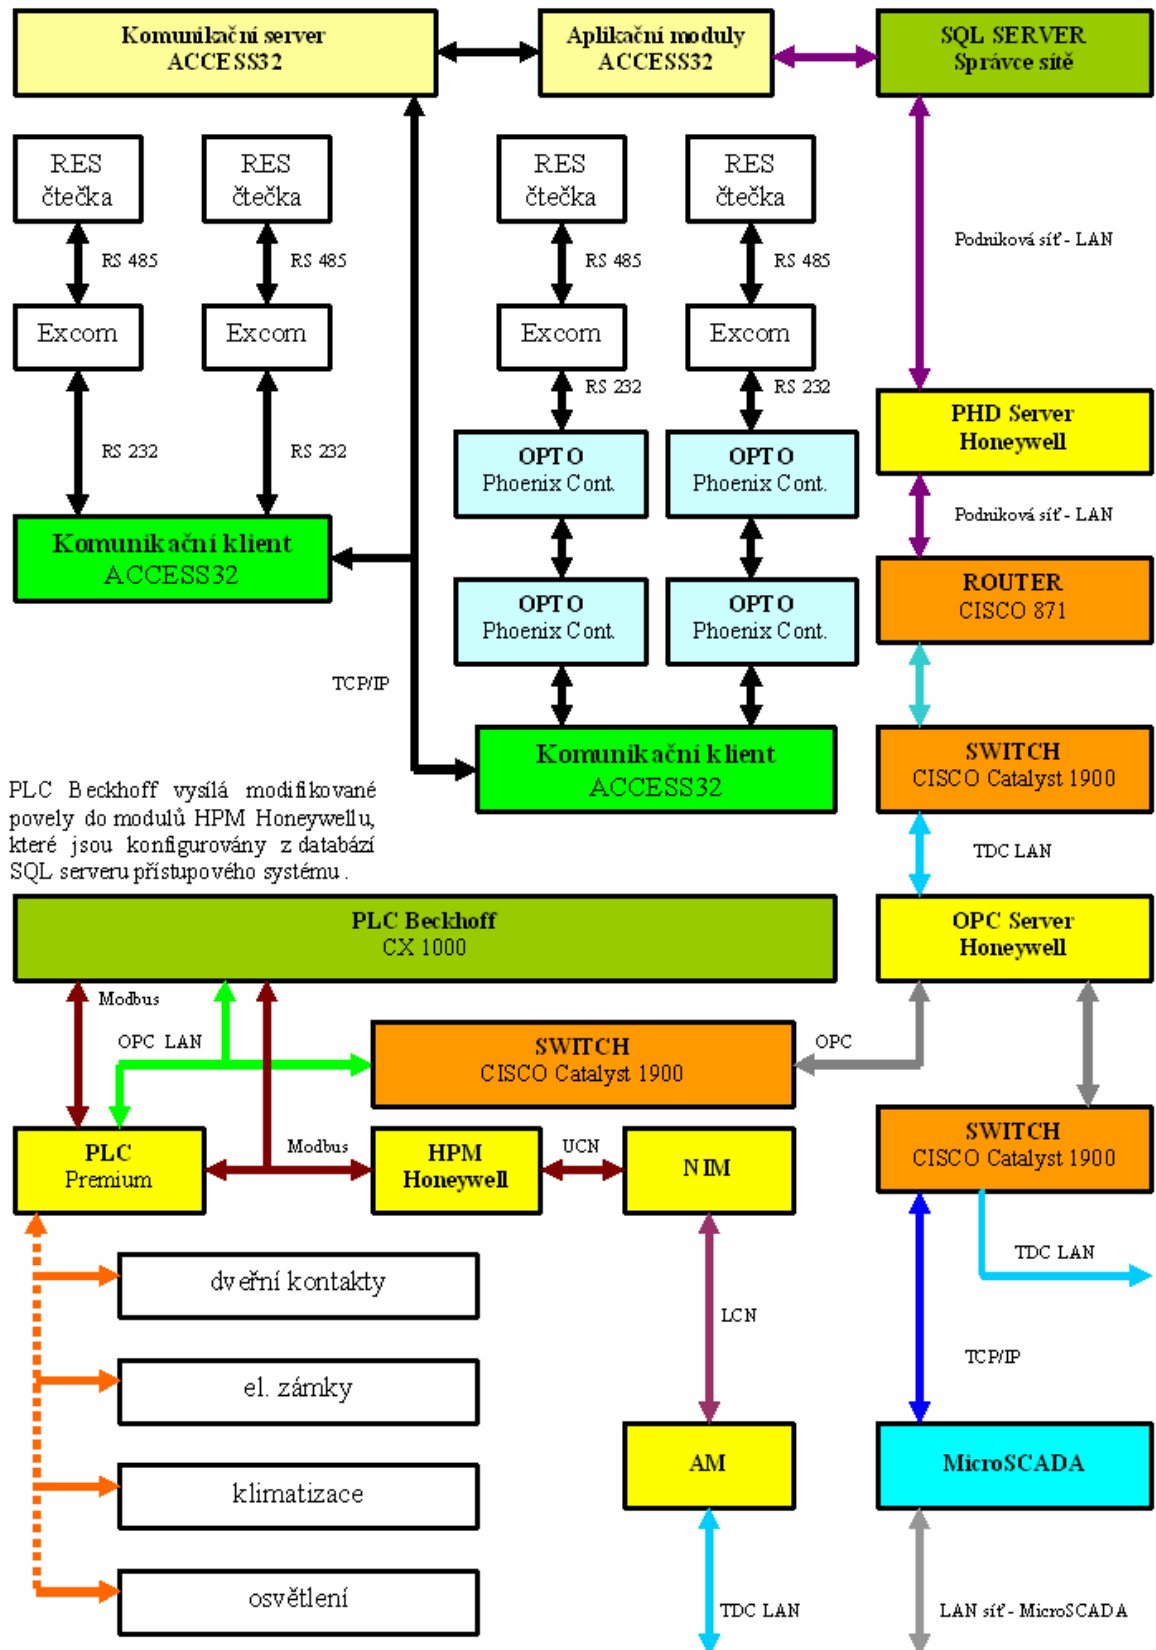 Komunikační server
ACCESS32
Aplikační moduly
ACCESS32
SQL SERVER
Správce sítě
RES
čtečka
RES
čtečka
RES
čtečka
RES
čtečka
RS 485
RS 485
RS 485
RS 485
Podniková síť - LAN
Excom
Excom
Excom
Excom
RS 232
RS 232
RS 232
RS 232
PHD Server
Honeywell
OPTO
Phoenix Cont.
OPTO
Phoenix Cont.
Podniková síť - LAN
Komunikační klient
ACCESS32
ROUTER
CISCO 871
OPTO
Phoenix Cont.
OPTO
Phoenix Cont.
TCP/IP
Komunikační klient
ACCESS32
SWITCH
CISCO Catalyst 1900
PLC Beckhoff vysílá modifikované
povely do modulů HPM Honeywellu,
které jsou konfigurovány z databází
SQL serveru přístupového systému .
TDC LAN
PLC Beckhoff
CX 1000
OPC Server
Honeywell
Modbus
OPC LAN
SWITCH
CISCO Catalyst 1900
OPC
PLC
Premium
Modbus
HPM
Honeywell
UCN
NIM
SWITCH
CISCO Catalyst 1900
TDC LAN
dveřní kontakty
LCN
TCP/IP
el. zámky
AM
MicroSCADA
klimatizace
osvětlení
TDC LAN
LAN síť - MicroSCADA